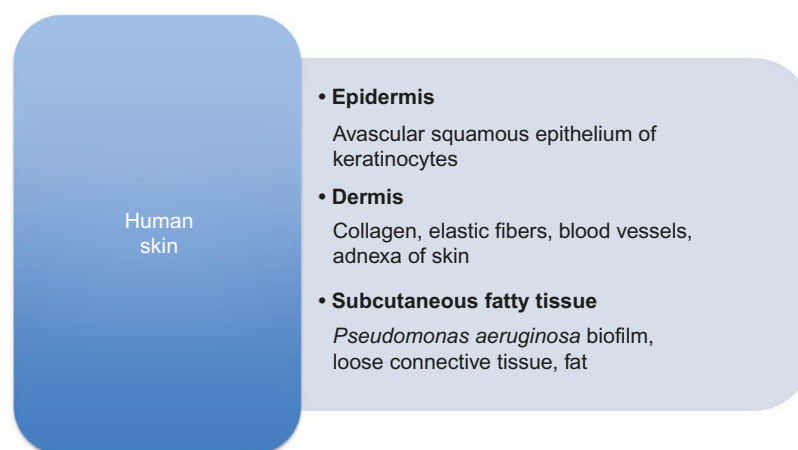 Human
skin
• Epidermis
Avascular squamous epithelium of
keratinocytes
• Dermis
Collagen, elastic fibers, blood vessels,
adnexa of skin
• Subcutaneous fatty tissue
Pseudomonas aeruginosa biofilm,
loose connective tissue, fat